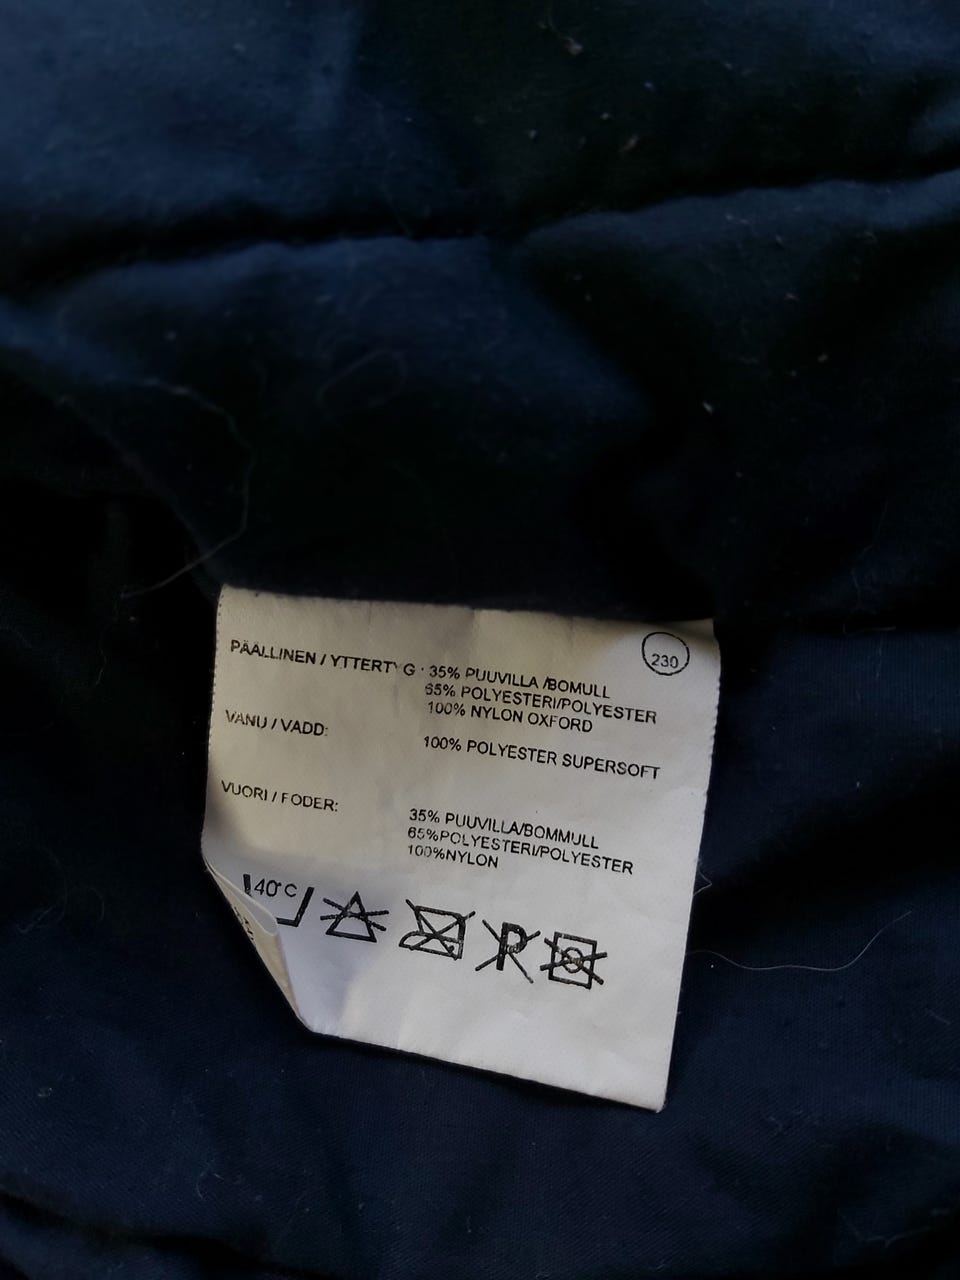 230
PÄÄLLINEN / YTTERTYG : 35% PUUVILLA /BOMULL
65% POLYESTERI/POLYESTER
100% NYLON OXFORD
VANU / VADD: 100% POLYESTER SUPERSOFT
VUORI / FODER: 35% PUUVILLA/BOMMULL
65%POLYESTERI/POLYESTER
100%NYLON
40°C P